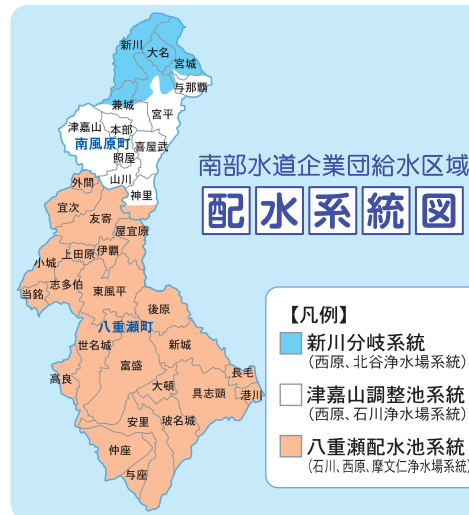 新川
大名
宮城
与那覇
兼城
宮平
津嘉山
本部
南風原町
喜屋武
照屋
山川
神里
南部水道企業団給水区域
配水系統図
外間
宜次
友寄
屋宜原
小城
上田原
伊覇
当銘
志多伯
東風平
後原
八重瀬町
世名城
新城
富盛
長毛
高良
大頓
具志頭
港川
安里
玻名城
仲座
与座
【凡例】
新川分岐系統
(西原、北谷浄水場系統)
津嘉山調整池系統
(西原、石川浄水場系統)
八重瀬配水池系統
(石川、西原、摩文仁浄水場系統)